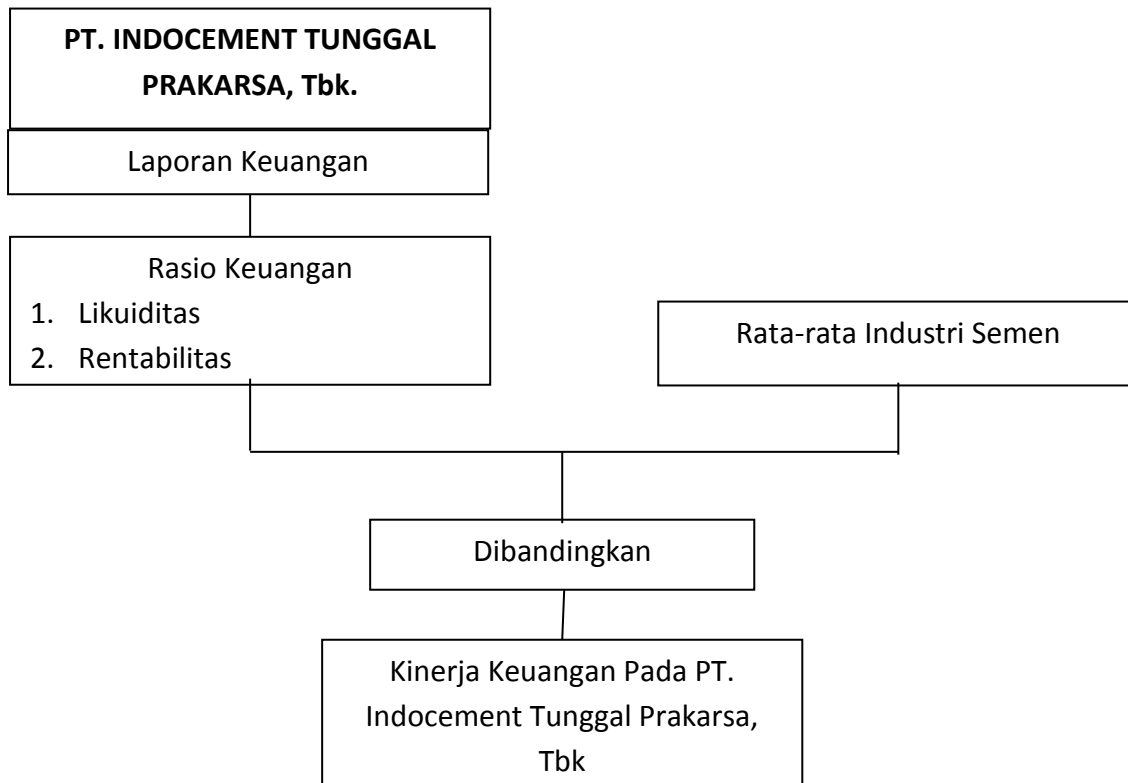 PT. INDOCEMENT TUNGGAL
PRAKARSA, Tbk.
Laporan Keuangan
Rasio Keuangan
1. Likuiditas
2. Rentabilitas
Rata-rata Industri Semen
Dibandingkan
Kinerja Keuangan Pada PT.
Indocement Tunggal Prakarsa,
Tbk